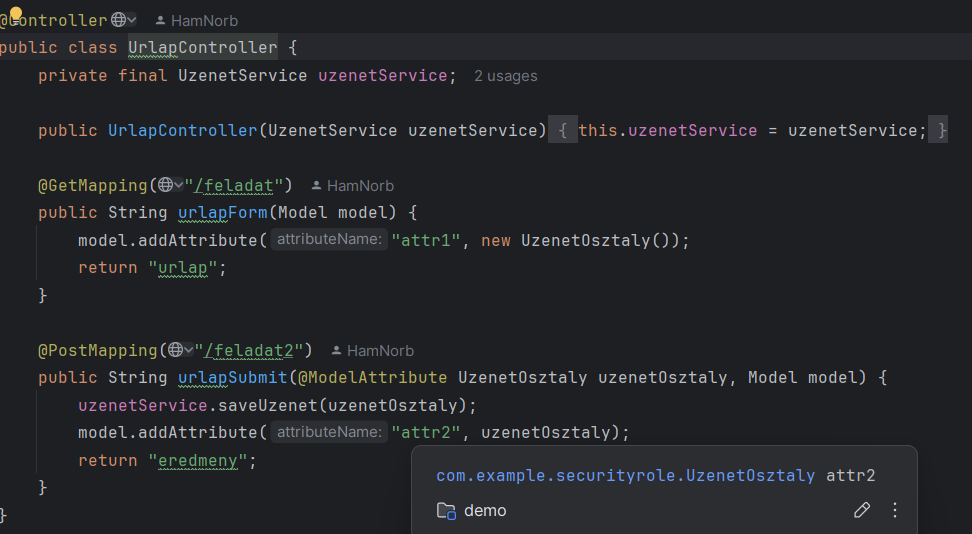 @Controller HamNorb
public class UrlapController {
private final UzenetService uzenetService; 2 usages
public UrlapController(UzenetService uzenetService) { this.uzenetService = uzenetService; }
@GetMapping("/feladat") HamNorb
public String urlapForm(Model model) {
model.addAttribute( attributeName: "attr1", new UzenetOsztaly());
return "urlap";
}
@PostMapping("/feladat2") HamNorb
public String urlapSubmit(@ModelAttribute UzenetOsztaly uzenetOsztaly, Model model) {
uzenetService.saveUzenet(uzenetOsztaly);
model.addAttribute( attributeName: "attr2", uzenetOsztaly);
return "eredmeny";
}
com.example.securityrole.UzenetOsztaly attr2
demo
}